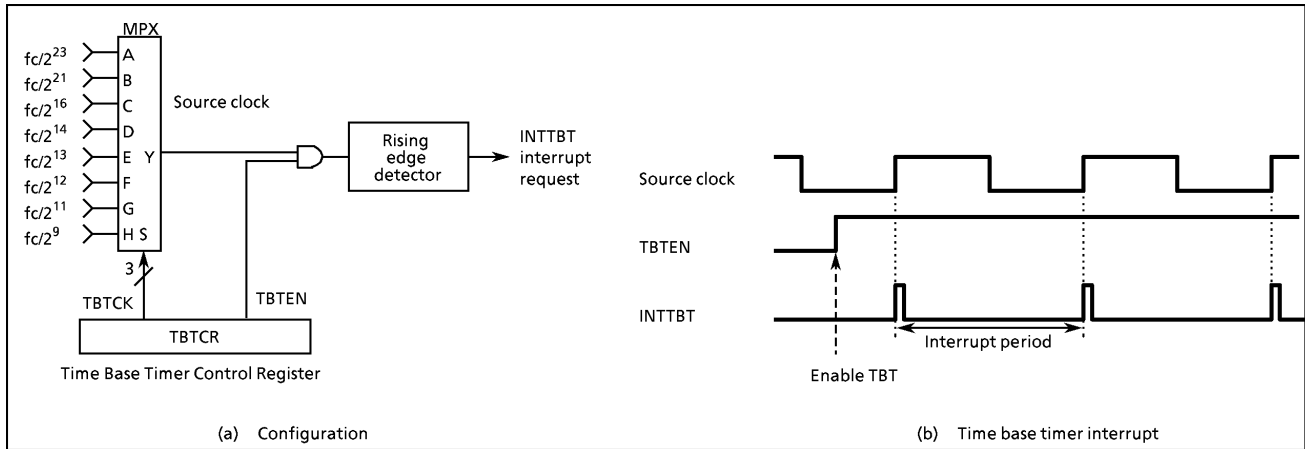 MPX
fc/2^23 A
fc/2^21 B
fc/2^16 C
fc/2^14 D
fc/2^13 E Y
fc/2^12 F
fc/2^11 G
fc/2^9 H S
Source clock
Rising
edge
detector
INTTBT
interrupt
request
3
TBTCK
TBTEN
TBTCR
Time Base Timer Control Register
(a) Configuration
Source clock
TBTEN
INTTBT
Interrupt period
Enable TBT
(b) Time base timer interrupt